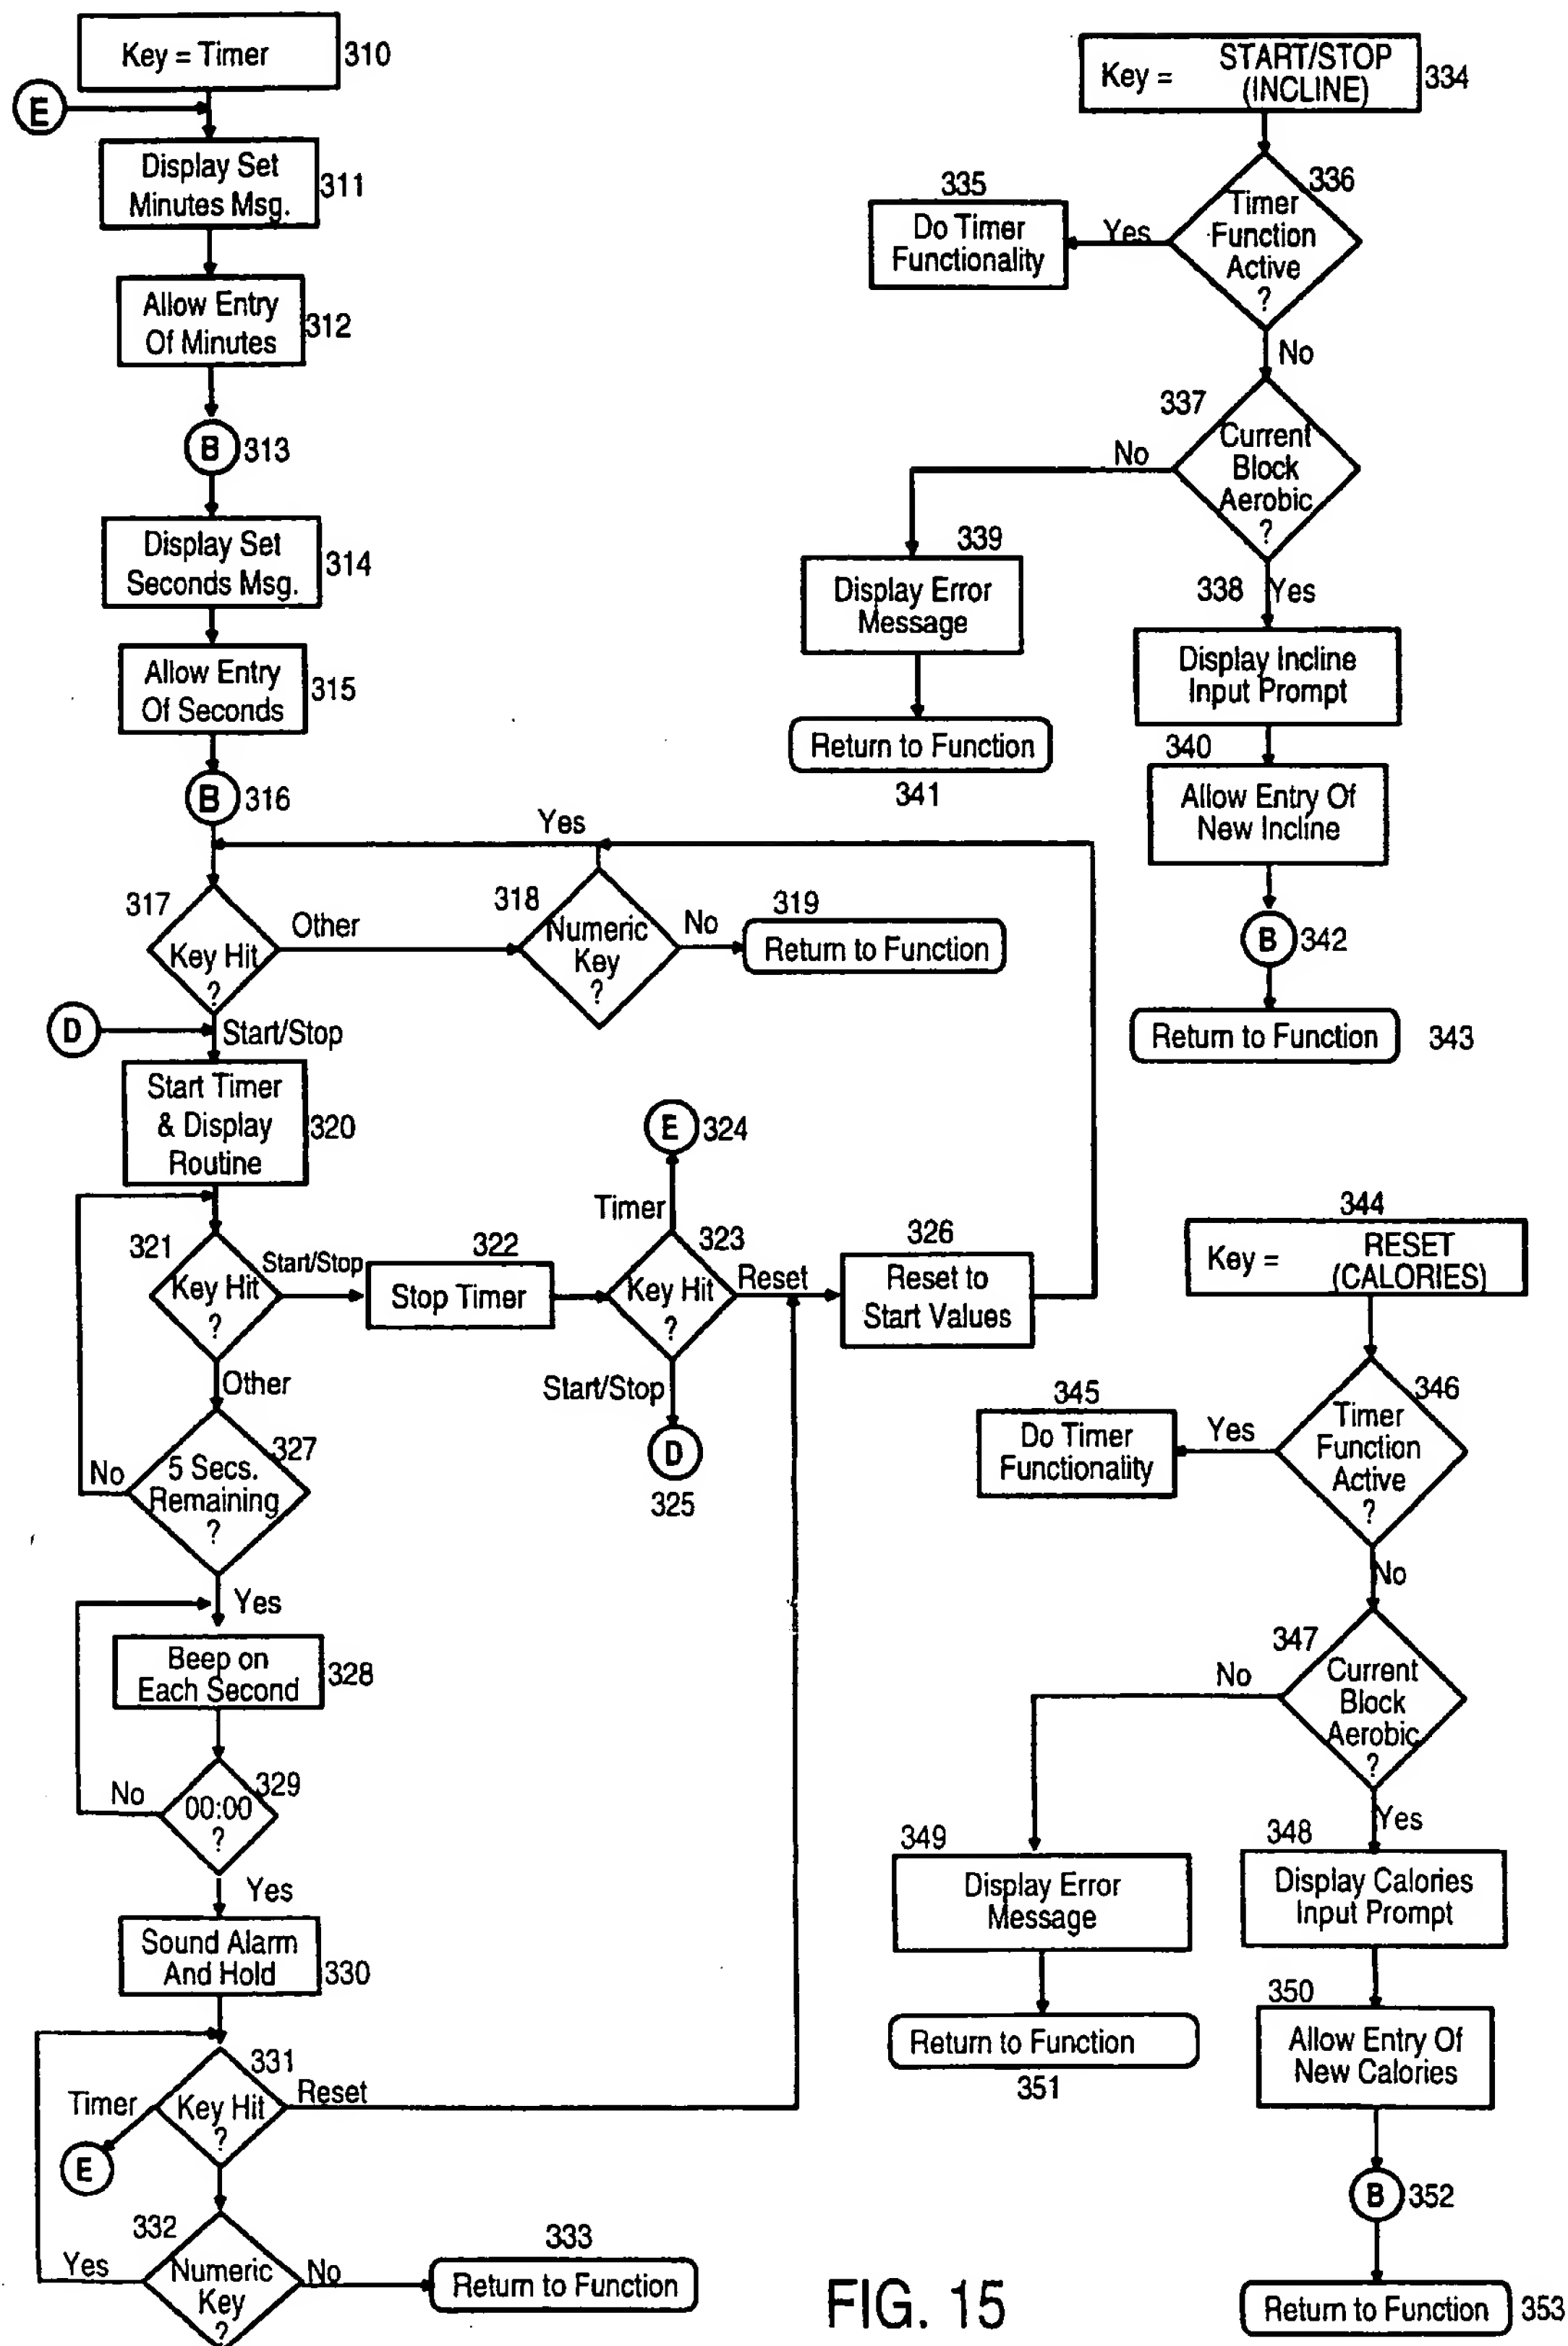 Key = Timer
310
E
Display Set
Minutes Msg.
311
Allow Entry
Of Minutes
312
B
313
Display Set
Seconds Msg.
314
Allow Entry
Of Seconds
315
B
316
Yes
317
Key Hit
?
Other
318
Numeric
Key
?
No
319
Return to Function
D
Start/Stop
Start Timer
& Display
Routine
320
E
324
Timer
321
Key Hit
?
Start/Stop
322
Stop Timer
323
Key Hit
?
Reset
326
Reset to
Start Values
Start/Stop
D
325
Other
327
5 Secs.
Remaining
?
No
Yes
Beep on
Each Second
328
329
00:00
?
No
Yes
Sound Alarm
And Hold
330
331
Key Hit
?
Reset
Timer
E
332
Numeric
Key
?
Yes
No
333
Return to Function
Key =
START/STOP
(INCLINE)
334
335
Do Timer
Functionality
Yes
336
Timer
Function
Active
?
No
337
Current
Block
Aerobic
?
No
339
Display Error
Message
Return to Function
341
338
Yes
Display Incline
Input Prompt
340
Allow Entry Of
New Incline
B
342
Return to Function
343
344
Key =
RESET
(CALORIES)
345
Do Timer
Functionality
Yes
346
Timer
Function
Active
?
No
347
Current
Block
Aerobic
?
No
349
Display Error
Message
Return to Function
351
Yes
348
Display Calories
Input Prompt
350
Allow Entry Of
New Calories
B
352
Return to Function
353
FIG. 15